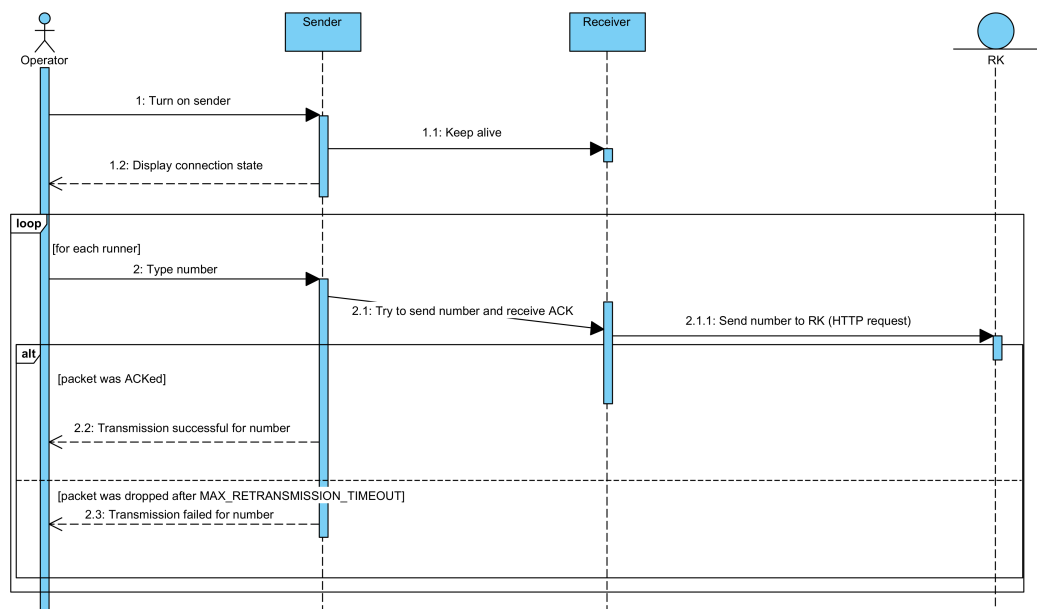 Sender
Receiver
Operator
RK
1: Turn on sender
1.1: Keep alive
1.2: Display connection state
loop
[for each runner]
2: Type number
2.1: Try to send number and receive ACK
2.1.1: Send number to RK (HTTP request)
alt
[packet was ACKed]
2.2: Transmission successful for number
[packet was dropped after MAX_RETRANSMISSION_TIMEOUT]
2.3: Transmission failed for number